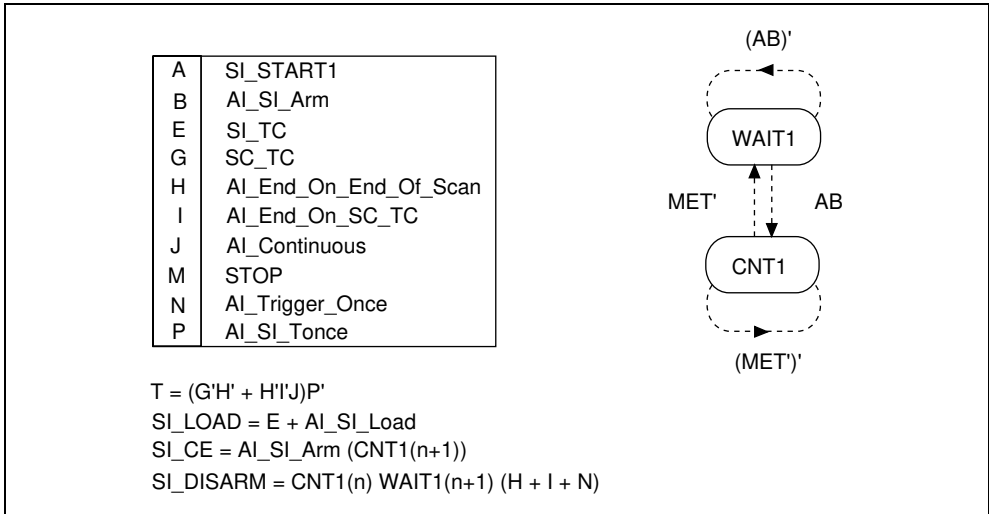 A SI_START1
B AI_SI_Arm
E SI_TC
G SC_TC
H AI_End_On_End_Of_Scan
I AI_End_On_SC_TC
J AI_Continuous
M STOP
N AI_Trigger_Once
P AI_SI_Tonce
(AB)'
WAIT1
MET' AB
CNT1
(MET')'
T = (G'H' + H'I'J)P'
SI_LOAD = E + AI_SI_Load
SI_CE = AI_SI_Arm (CNT1(n+1))
SI_DISARM = CNT1(n) WAIT1(n+1) (H + I + N)